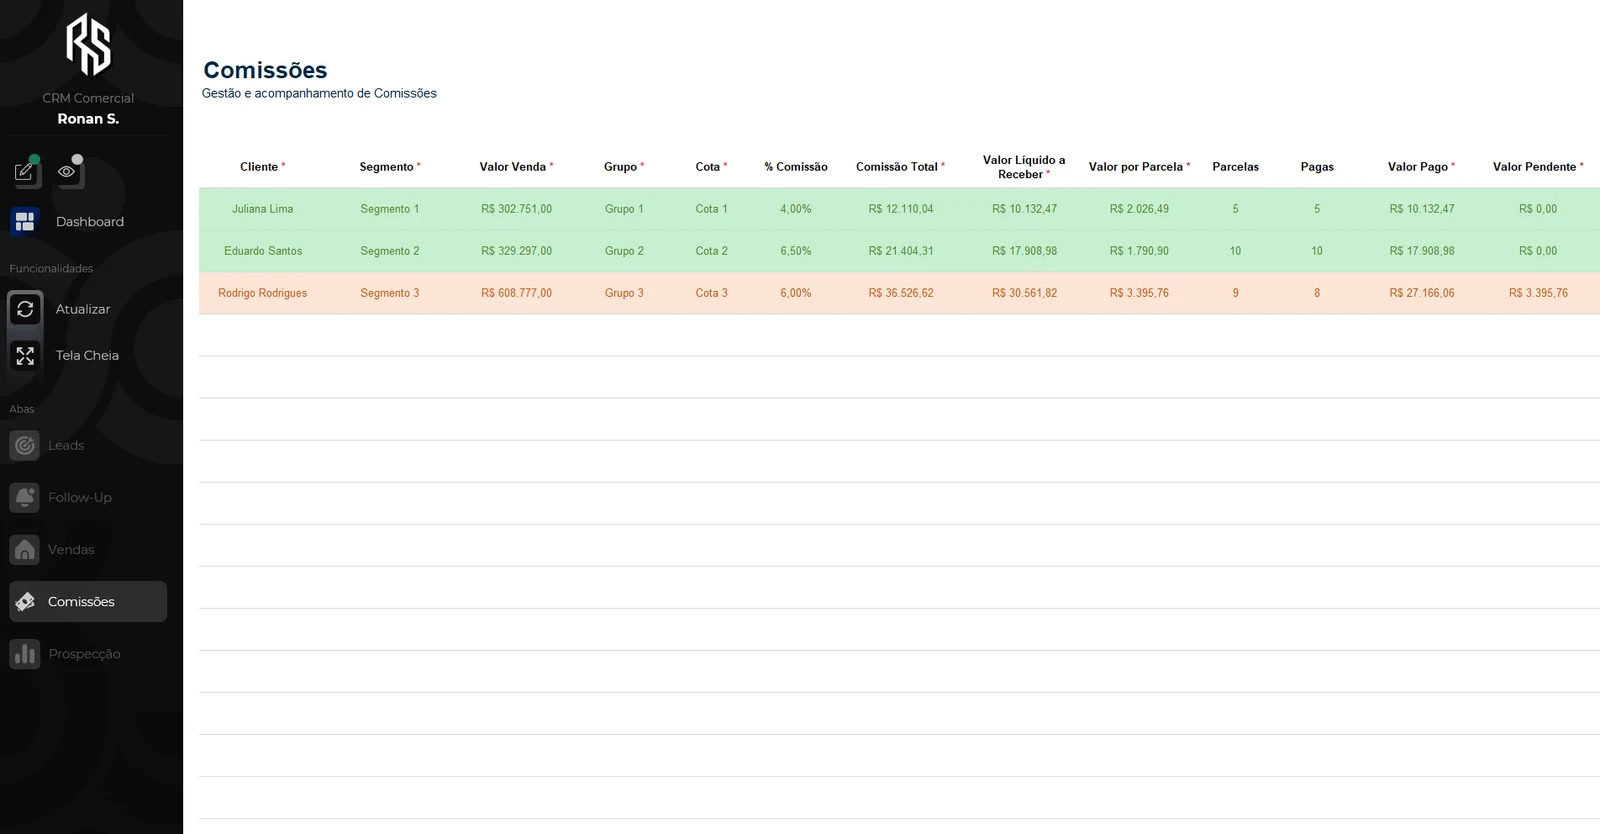 RS
CRM Comercial
Ronan S.
Dashboard
Funcionalidades
Atualizar
Tela Cheia
Abas
Leads
Follow-Up
Vendas
Comissões
Prospecção
Comissões
Gestão e acompanhamento de Comissões
Cliente * Segmento * Valor Venda * Grupo * Cota * % Comissão Comissão Total * Valor Líquido a Receber * Valor por Parcela * Parcelas Pagas Valor Pago * Valor Pendente *
Juliana Lima Segmento 1 R$ 302.751,00 Grupo 1 Cota 1 4,00% R$ 12.110,04 R$ 10.132,47 R$ 2.026,49 5 5 R$ 10.132,47 R$ 0,00
Eduardo Santos Segmento 2 R$ 329.297,00 Grupo 2 Cota 2 6,50% R$ 21.404,31 R$ 17.908,98 R$ 1.790,90 10 10 R$ 17.908,98 R$ 0,00
Rodrigo Rodrigues Segmento 3 R$ 608.777,00 Grupo 3 Cota 3 6,00% R$ 36.526,62 R$ 30.561,82 R$ 3.395,76 9 8 R$ 27.166,06 R$ 3.395,76